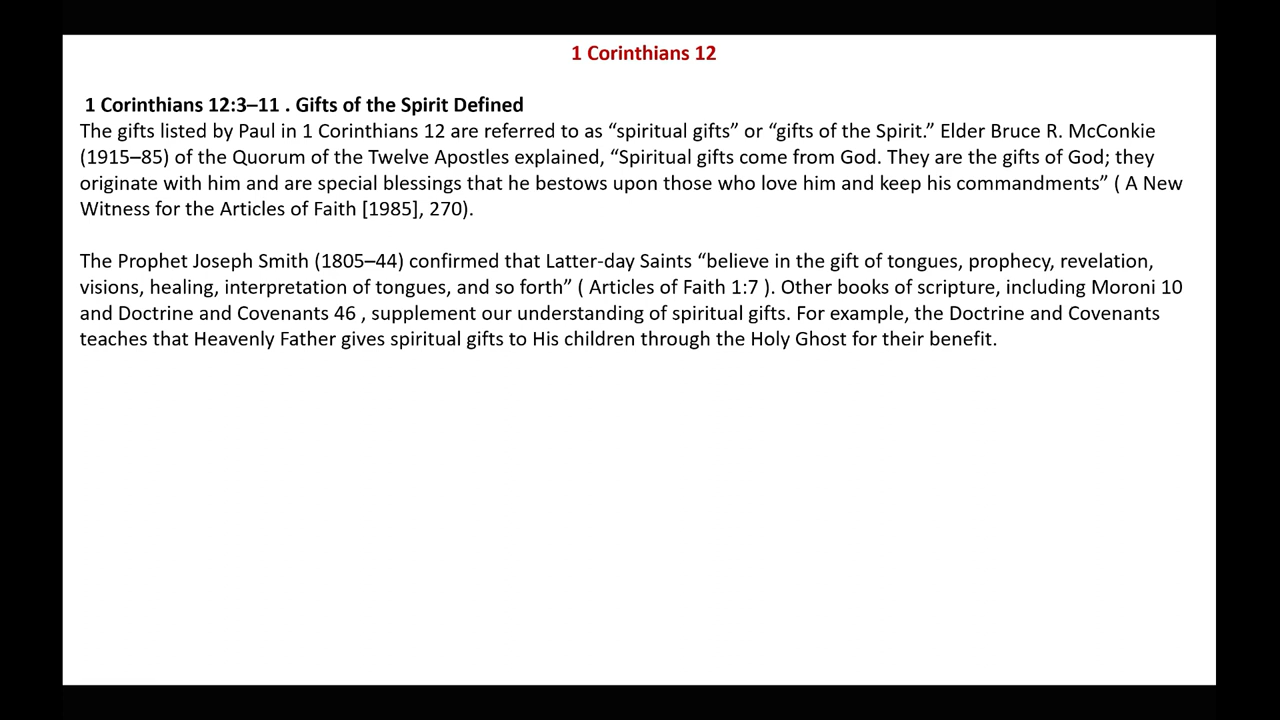 1 Corinthians 12
1 Corinthians 12:3–11 . Gifts of the Spirit Defined
The gifts listed by Paul in 1 Corinthians 12 are referred to as “spiritual gifts” or “gifts of the Spirit.” Elder Bruce R. McConkie
(1915–85) of the Quorum of the Twelve Apostles explained, “Spiritual gifts come from God. They are the gifts of God; they
originate with him and are special blessings that he bestows upon those who love him and keep his commandments” ( A New
Witness for the Articles of Faith [1985], 270).
The Prophet Joseph Smith (1805–44) confirmed that Latter-day Saints “believe in the gift of tongues, prophecy, revelation,
visions, healing, interpretation of tongues, and so forth” ( Articles of Faith 1:7 ). Other books of scripture, including Moroni 10
and Doctrine and Covenants 46 , supplement our understanding of spiritual gifts. For example, the Doctrine and Covenants
teaches that Heavenly Father gives spiritual gifts to His children through the Holy Ghost for their benefit.